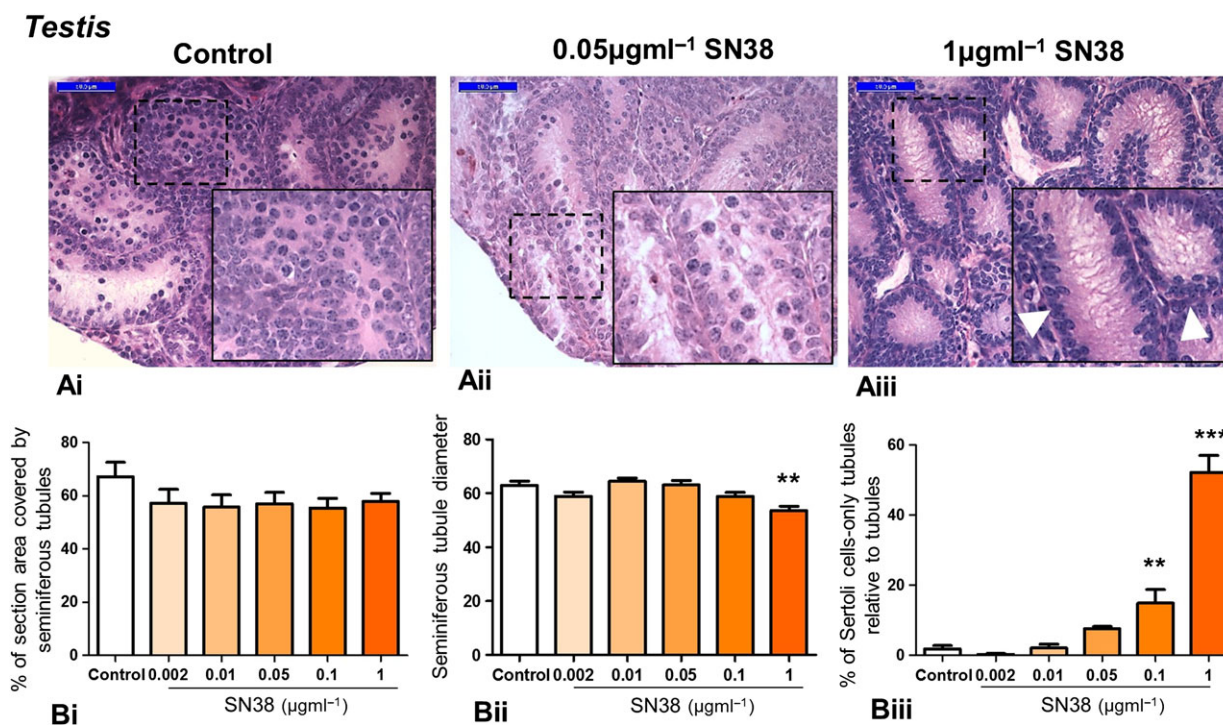 Testis
Control
0.05µgml⁻¹ SN38
1µgml⁻¹ SN38
Ai
Aii
Aiii
% of section area covered by
seminiferous tubules
80
60
40
20
0
Control 0.002 0.01 0.05 0.1 1
SN38 (µgml⁻¹)
Bi
Seminiferous tubule diameter
80
60
40
20
0
**
Control 0.002 0.01 0.05 0.1 1
SN38 (µgml⁻¹)
Bii
% of Sertoli cells-only tubules
relative to tubules
60
40
20
0
**
***
Control 0.002 0.01 0.05 0.1 1
SN38 (µgml⁻¹)
Biii